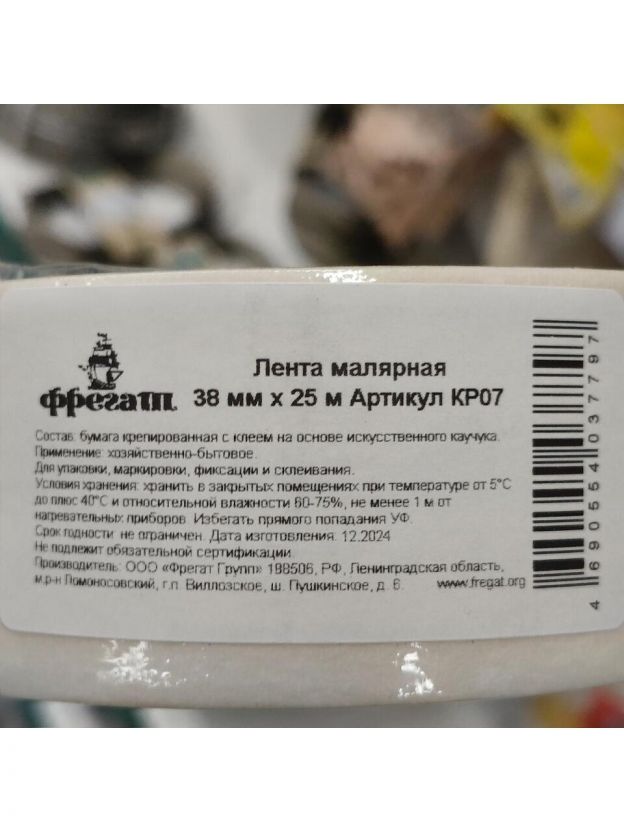 фрегатп.
Лента малярная
38 мм х 25 м Артикул КР07
Состав: бумага крепированная с клеем на основе искусственного каучука.
Применение: хозяйственно-бытовое.
Для упаковки, маркировки, фиксации и склеивания.
Условия хранения: хранить в закрытых помещениях при температуре от 5°С
до плюс 40°С и относительной влажности 60-75%, не менее 1 м от
нагревательных приборов. Избегать прямого попадания УФ.
Срок годности: не ограничен. Дата изготовления: 12.2024
Не подлежит обязательной сертификации.
Производитель: ООО «Фрегат Групп» 188506, РФ, Ленинградская область,
м.р-н Ломоносовский, г.п. Виллозское, ш. Пушкинское, д. 6. www.fregat.org
4 690554 037797